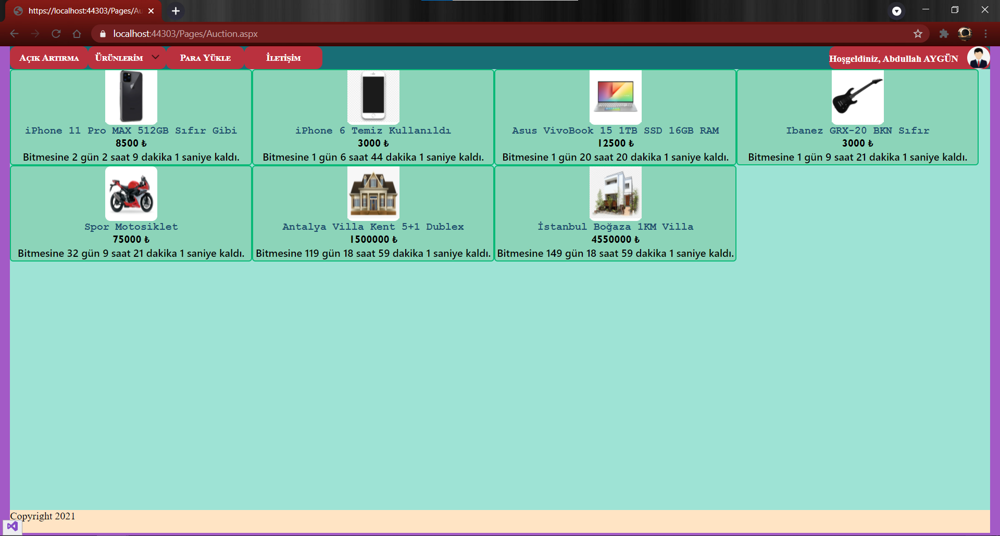 https://localhost:44303/Pages/Au
localhost:44303/Pages/Auction.aspx
Açık Artırma Ürünlerim Para Yükle İletişim Hoşgeldiniz, Abdullah AYGÜN
iPhone 11 Pro MAX 512GB Sıfır Gibi
8500 ₺
Bitmesine 2 gün 2 saat 9 dakika 1 saniye kaldı.
iPhone 6 Temiz Kullanıldı
3000 ₺
Bitmesine 1 gün 6 saat 44 dakika 1 saniye kaldı.
Asus VivoBook 15 1TB SSD 16GB RAM
12500 ₺
Bitmesine 1 gün 20 saat 20 dakika 1 saniye kaldı.
Ibanez GRX-20 BKN Sıfır
3000 ₺
Bitmesine 1 gün 9 saat 21 dakika 1 saniye kaldı.
Spor Motosiklet
75000 ₺
Bitmesine 32 gün 9 saat 21 dakika 1 saniye kaldı.
Antalya Villa Kent 5+1 Dublex
1500000 ₺
Bitmesine 119 gün 18 saat 59 dakika 1 saniye kaldı.
İstanbul Boğaza 1KM Villa
4550000 ₺
Bitmesine 149 gün 18 saat 59 dakika 1 saniye kaldı.
Copyright 2021